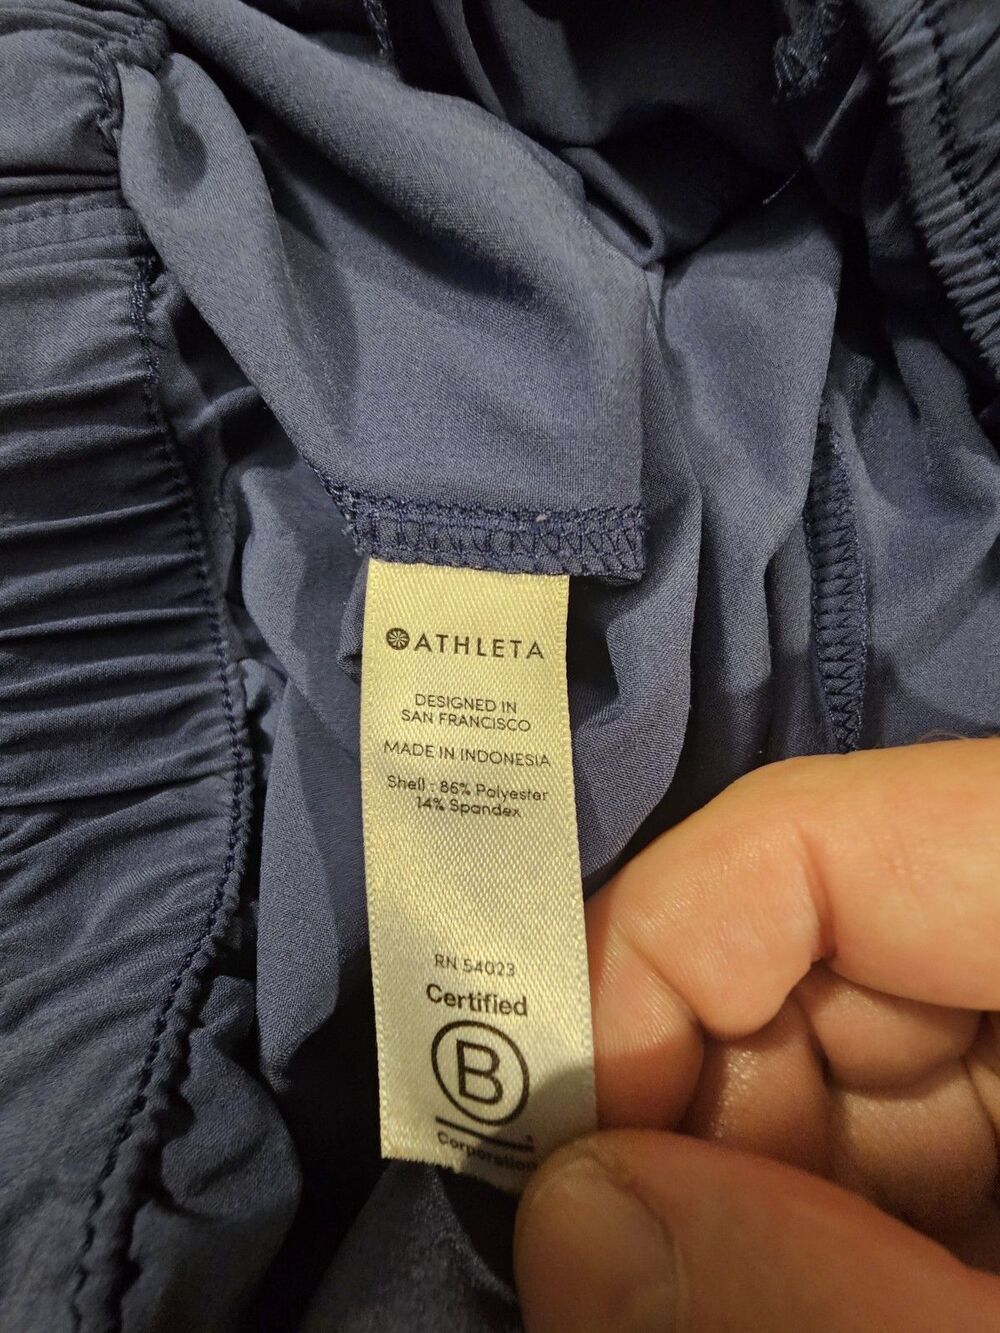 ATHLETA
DESIGNED IN
SAN FRANCISCO
MADE IN INDONESIA
Shell : 86% Polyester
14% Spandex
RN 54023
Certified
B
Corporation